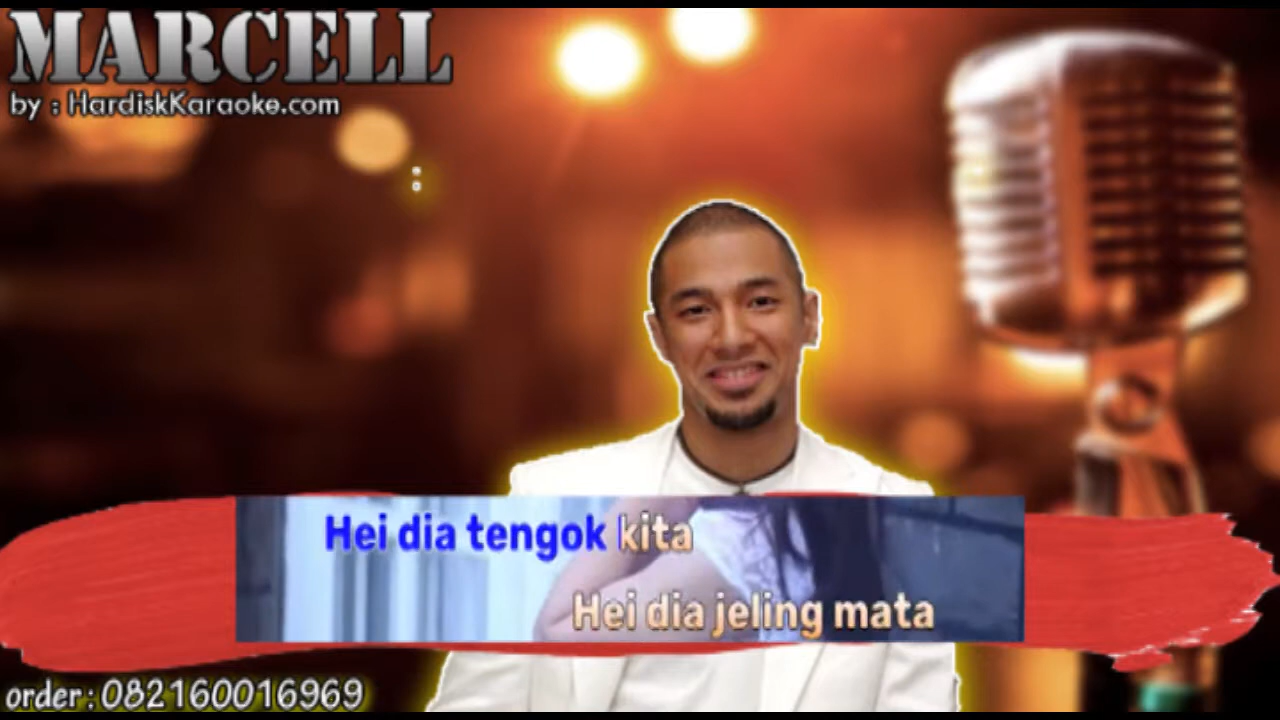 MARCELL
by : HardiskKaraoke.com
:
Hei dia tengok kita
Hei dia jeling mata
order : 082160016969